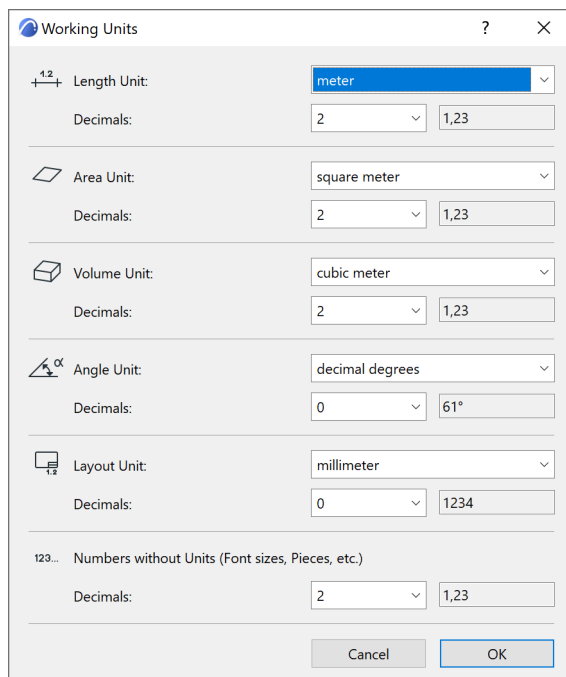 Working Units ?
1.2 Length Unit: meter
Decimals: 2 1,23
Area Unit: square meter
Decimals: 2 1,23
Volume Unit: cubic meter
Decimals: 2 1,23
α Angle Unit: decimal degrees
Decimals: 0 61°
1.2 Layout Unit: millimeter
Decimals: 0 1234
123... Numbers without Units (Font sizes, Pieces, etc.)
Decimals: 2 1,23
Cancel OK